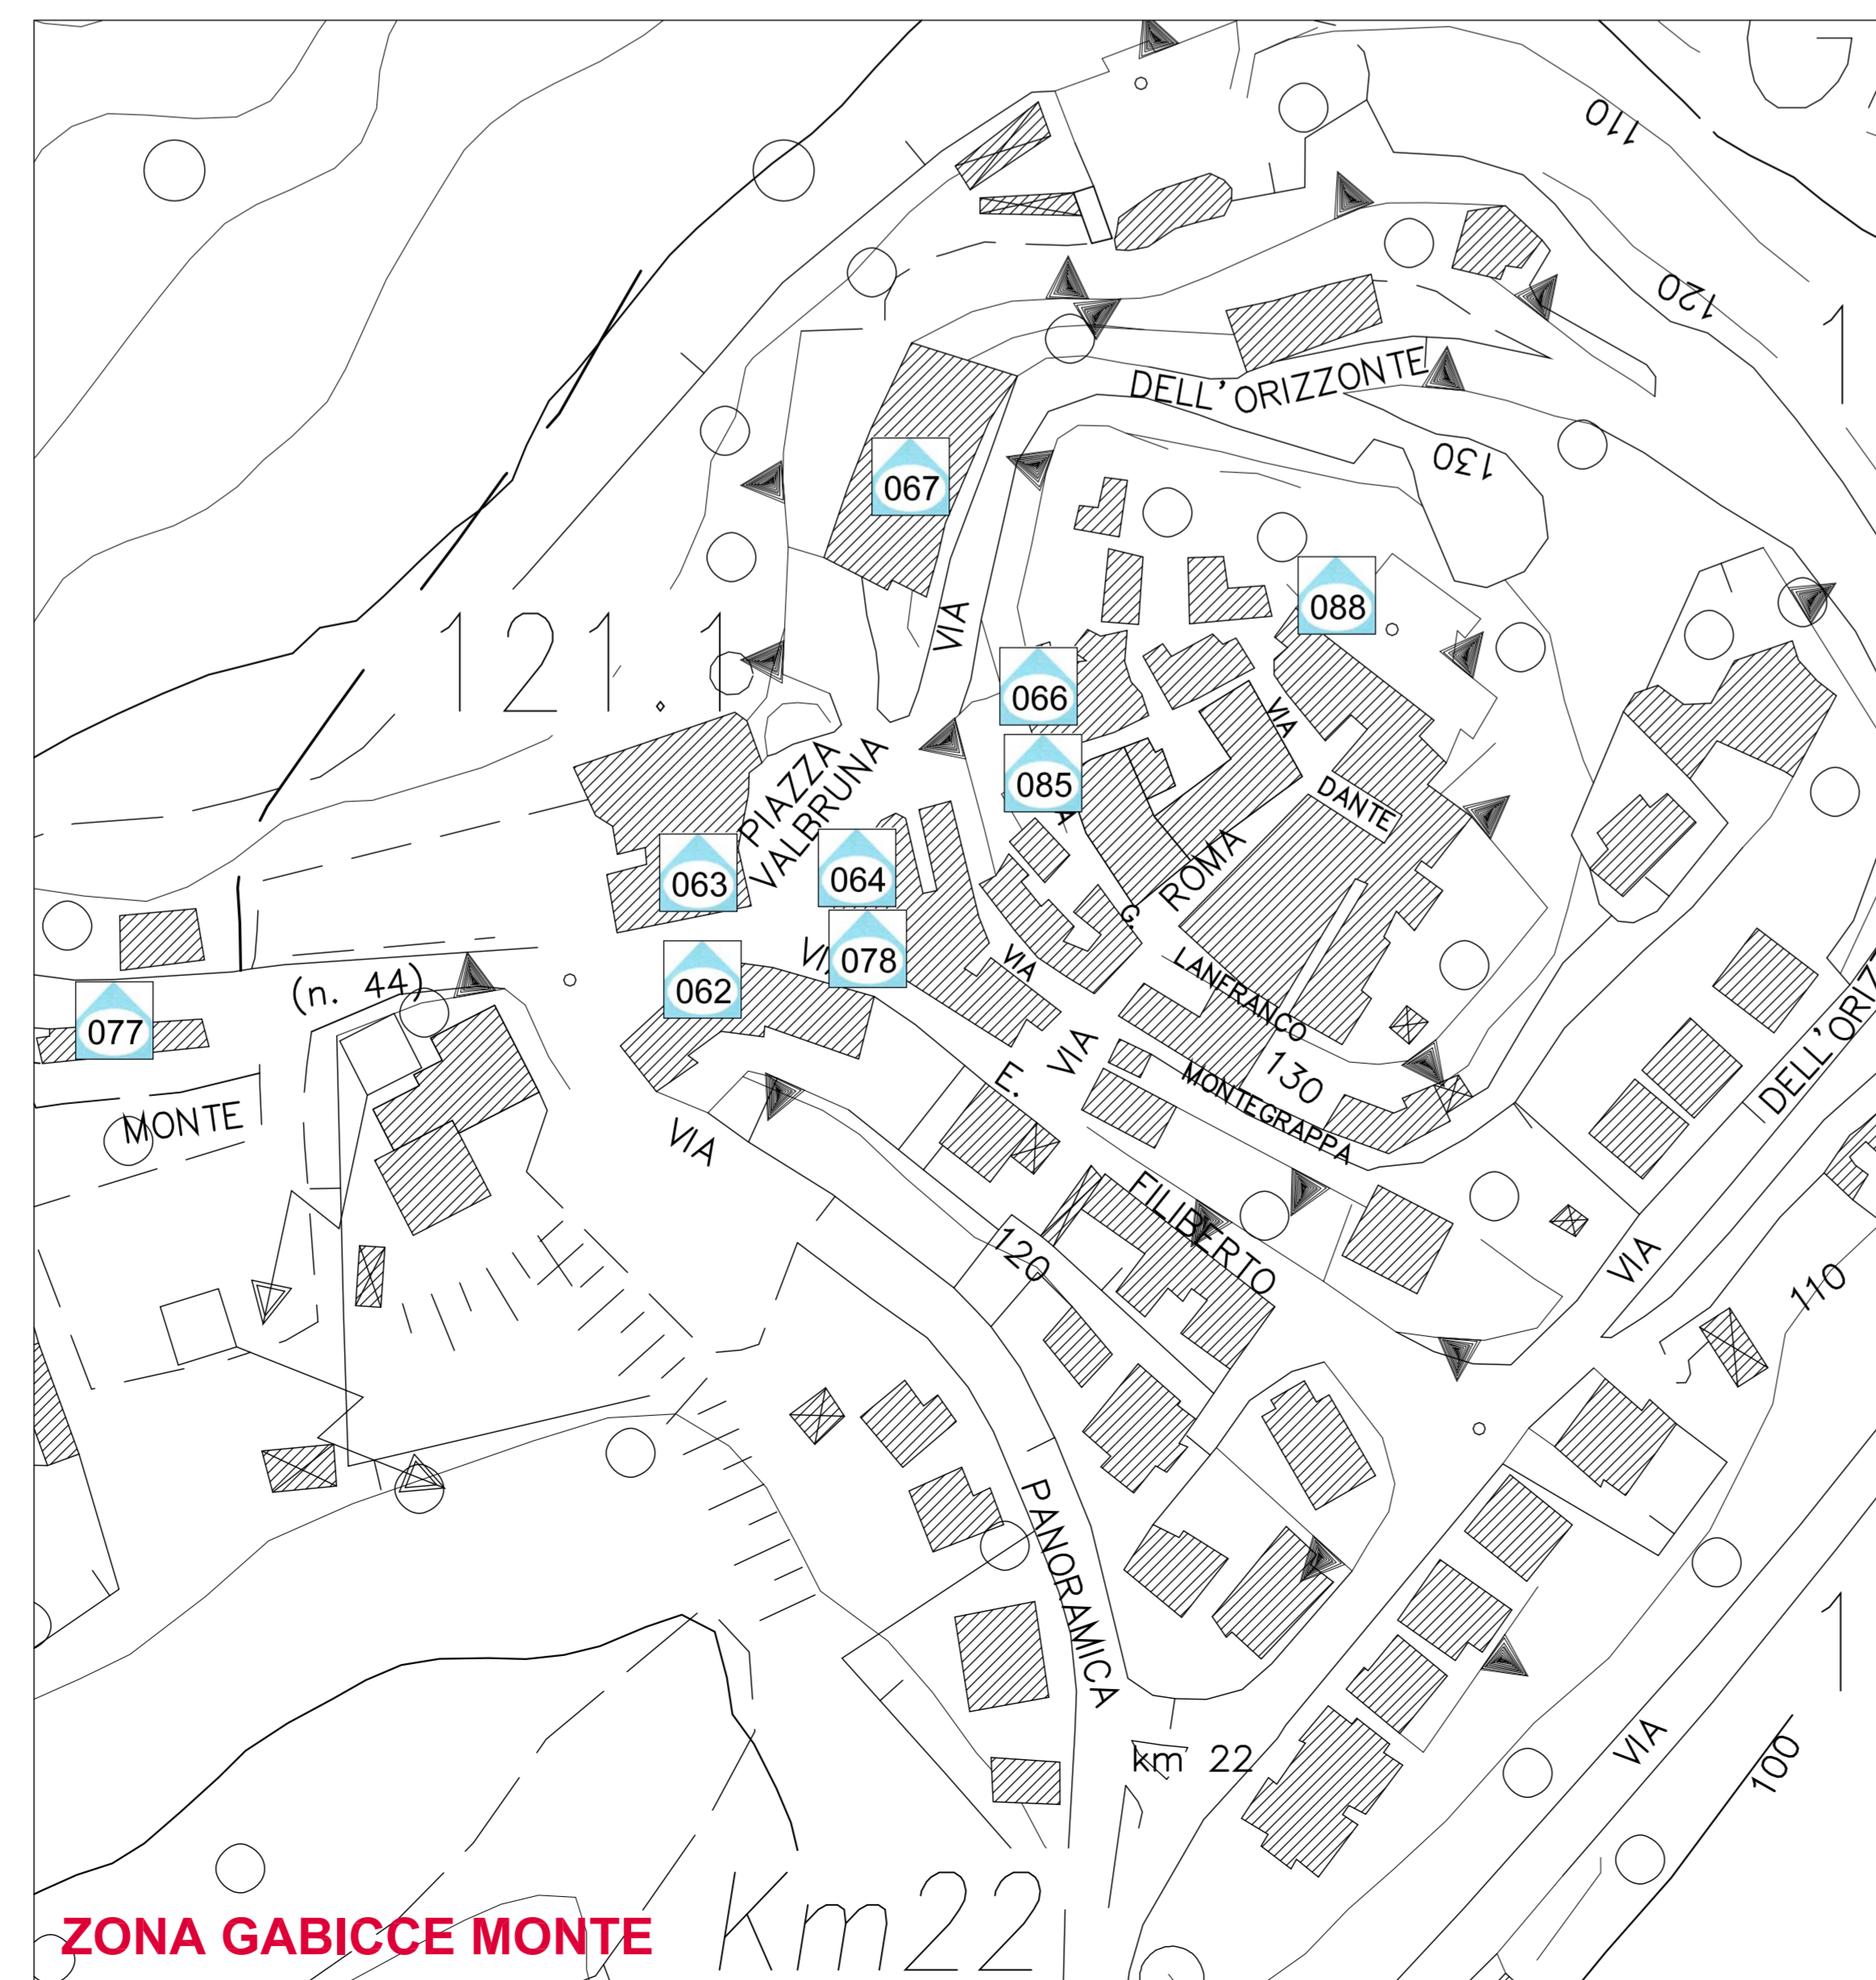 110
120
1
DELL'ORIZZONTE
130
067
VIA
088
121.1
066
VIA
085
DANTE
PIAZZA
VALBRUNA
063
064
ROMA
G.
078
062
VIA
LANFRANCO
(n. 44)
077
E.
VIA
130
MONTEGRAPPA
MONTE
VIA
DELL'ORIZ
FILIBERTO
120
VIA
110
PANORAMICA
1
km 22
VIA
100
Km22
ZONA GABICCE MONTE